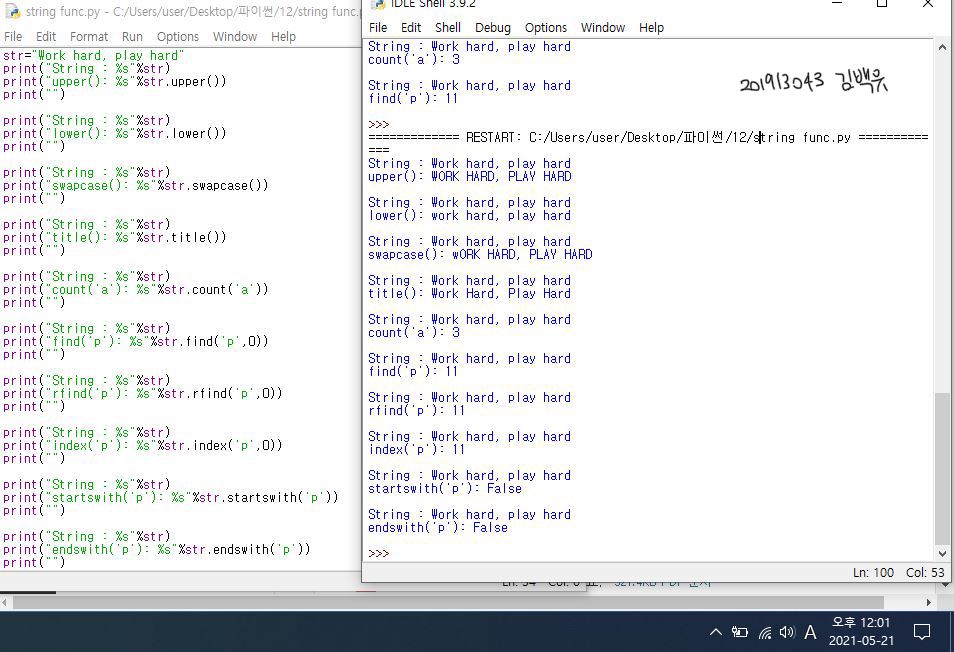 string func.py - C:/Users/user/Desktop/파이썬/12/string func.p
File Edit Format Run Options Window Help
str="Work hard, play hard"
print("String : %s"%str)
print("upper(): %s"%str.upper())
print("")
print("String : %s"%str)
print("lower(): %s"%str.lower())
print("")
print("String : %s"%str)
print("swapcase(): %s"%str.swapcase())
print("")
print("String : %s"%str)
print("title(): %s"%str.title())
print("")
print("String : %s"%str)
print("count('a'): %s"%str.count('a'))
print("")
print("String : %s"%str)
print("find('p'): %s"%str.find('p',0))
print("")
print("String : %s"%str)
print("rfind('p'): %s"%str.rfind('p',0))
print("")
print("String : %s"%str)
print("index('p'): %s"%str.index('p',0))
print("")
print("String : %s"%str)
print("startswith('p'): %s"%str.startswith('p'))
print("")
print("String : %s"%str)
print("endswith('p'): %s"%str.endswith('p'))
print("")
IDLE Shell 3.9.2
File Edit Shell Debug Options Window Help
String : Work hard, play hard
count('a'): 3
201913043 김백유
String : Work hard, play hard
find('p'): 11
>>>
============= RESTART: C:/Users/user/Desktop/파이썬/12/string func.py ==========
===
String : Work hard, play hard
upper(): WORK HARD, PLAY HARD
String : Work hard, play hard
lower(): work hard, play hard
String : Work hard, play hard
swapcase(): wORK HARD, PLAY HARD
String : Work hard, play hard
title(): Work Hard, Play Hard
String : Work hard, play hard
count('a'): 3
String : Work hard, play hard
find('p'): 11
String : Work hard, play hard
rfind('p'): 11
String : Work hard, play hard
index('p'): 11
String : Work hard, play hard
startswith('p'): False
String : Work hard, play hard
endswith('p'): False
>>>
Ln: 100 Col: 53
A
오후 12:01
2021-05-21